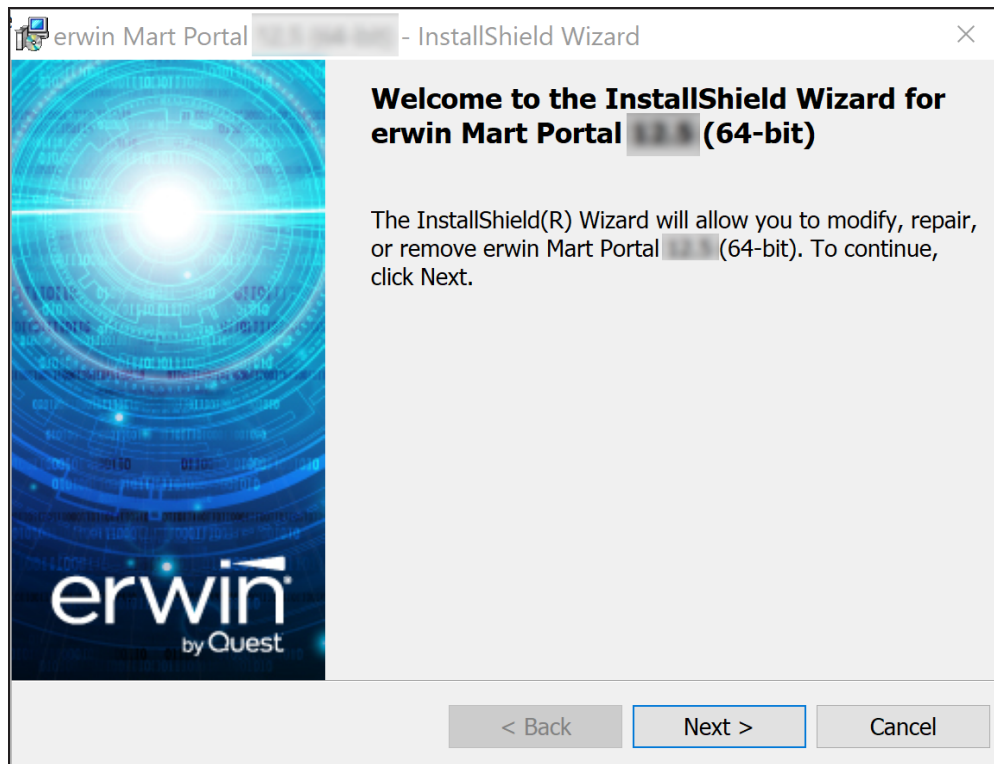 erwin Mart Portal - InstallShield Wizard
Welcome to the InstallShield Wizard for
erwin Mart Portal (64-bit)
The InstallShield(R) Wizard will allow you to modify, repair,
or remove erwin Mart Portal (64-bit). To continue,
click Next.
erwin
by Quest
< Back
Next >
Cancel